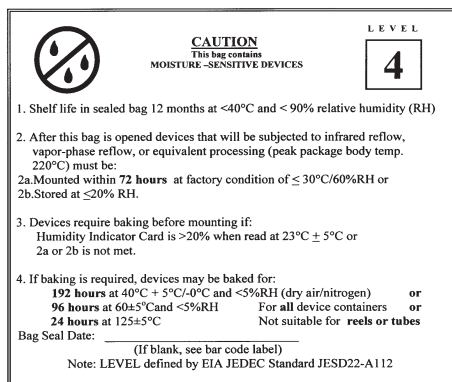 LEVEL
4
CAUTION
This bag contains
MOISTURE –SENSITIVE DEVICES
1. Shelf life in sealed bag 12 months at <40°C and < 90% relative humidity (RH)
2. After this bag is opened devices that will be subjected to infrared reflow,
vapor-phase reflow, or equivalent processing (peak package body temp.
220°C) must be:
2a.Mounted within 72 hours at factory condition of ≤ 30°C/60%RH or
2b.Stored at ≤20% RH.
3. Devices require baking before mounting if:
Humidity Indicator Card is >20% when read at 23°C ± 5°C or
2a or 2b is not met.
4. If baking is required, devices may be baked for:
192 hours at 40°C + 5°C/-0°C and <5%RH (dry air/nitrogen) or
96 hours at 60±5°Cand <5%RH For all device containers or
24 hours at 125±5°C Not suitable for reels or tubes
Bag Seal Date:
(If blank, see bar code label)
Note: LEVEL defined by EIA JEDEC Standard JESD22-A112